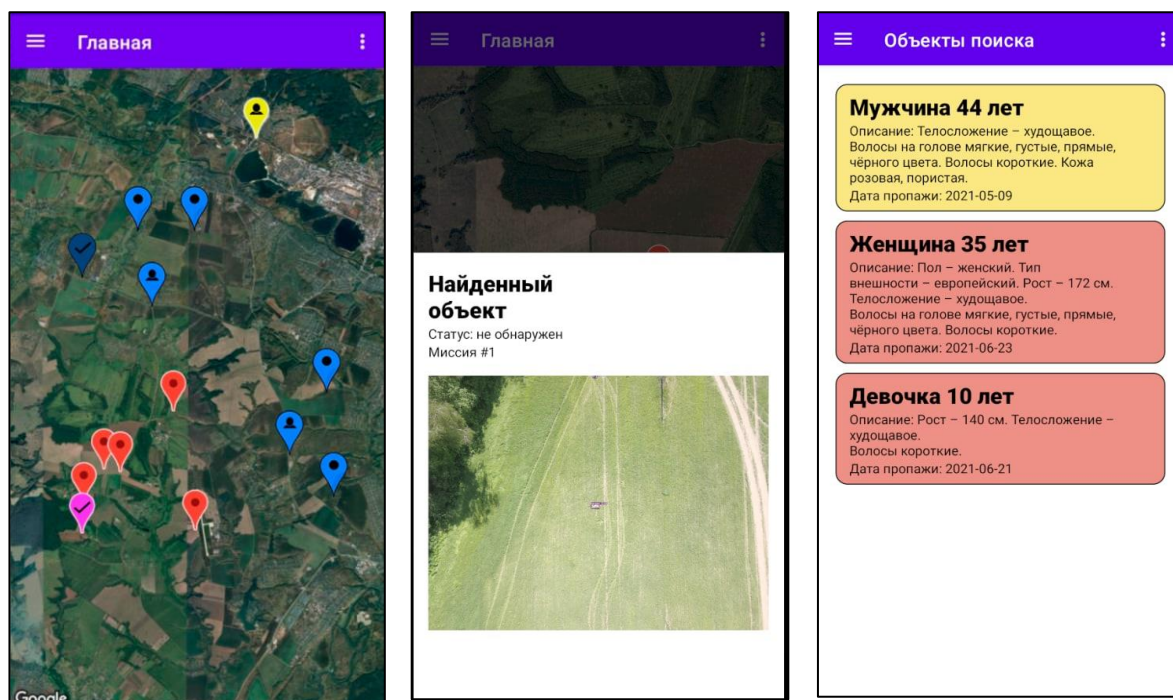 Главная
Google
Главная
Найденный
объект
Статус: не обнаружен
Миссия #1
Объекты поиска
Мужчина 44 лет
Описание: Телосложение – худощавое.
Волосы на голове мягкие, густые, прямые,
чёрного цвета. Волосы короткие. Кожа
розовая, пористая.
Дата пропажи: 2021-05-09
Женщина 35 лет
Описание: Пол – женский. Тип
внешности – европейский. Рост – 172 см.
Телосложение – худощавое.
Волосы на голове мягкие, густые, прямые,
чёрного цвета. Волосы короткие.
Дата пропажи: 2021-06-23
Девочка 10 лет
Описание: Рост – 140 см. Телосложение –
худощавое.
Волосы короткие.
Дата пропажи: 2021-06-21